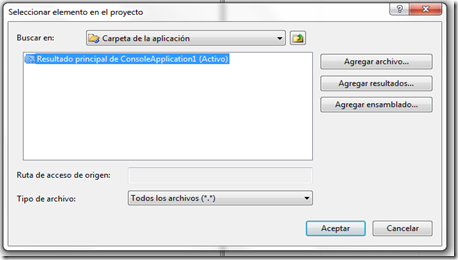 Seleccionar elemento en el proyecto
Buscar en:
Carpeta de la aplicación
Resultado principal de ConsoleApplication1 (Activo)
Agregar archivo...
Agregar resultados...
Agregar ensamblado...
Ruta de acceso de origen:
Tipo de archivo:
Todos los archivos (*.*)
Aceptar
Cancelar